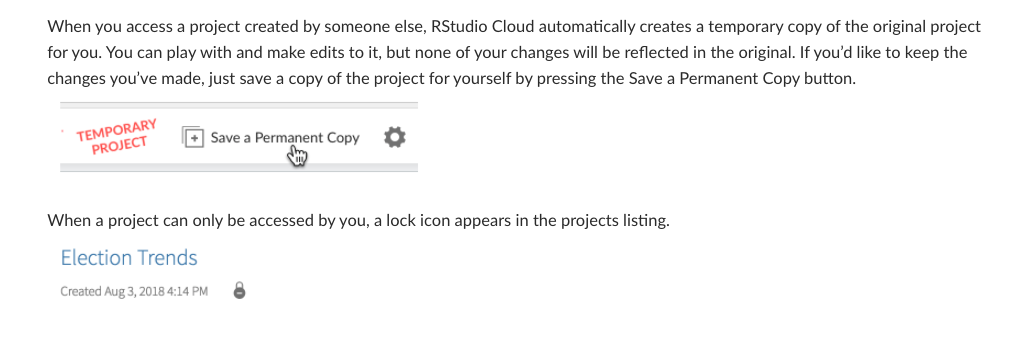 When you access a project created by someone else, RStudio Cloud automatically creates a temporary copy of the original project
for you. You can play with and make edits to it, but none of your changes will be reflected in the original. If you’d like to keep the
changes you’ve made, just save a copy of the project for yourself by pressing the Save a Permanent Copy button.
TEMPORARY
PROJECT
Save a Permanent Copy
When a project can only be accessed by you, a lock icon appears in the projects listing.
Election Trends
Created Aug 3, 2018 4:14 PM